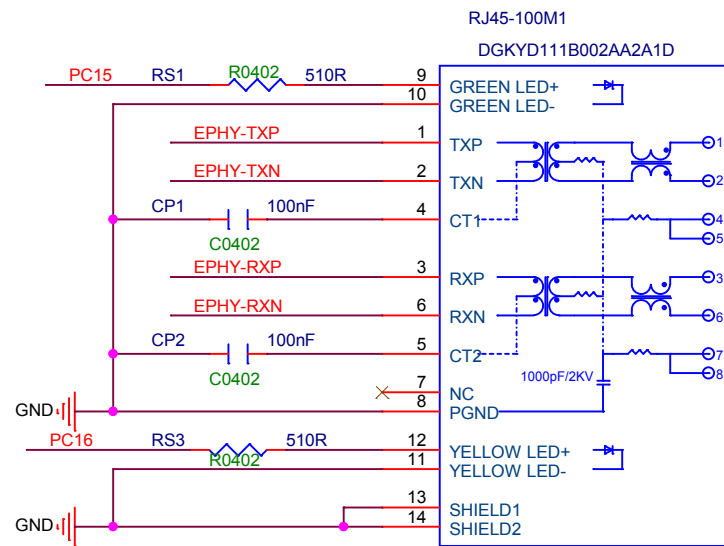 RJ45-100M1
DGKYD111B002AA2A1D
PC15 RS1 R0402 510R 9 GREEN LED+
10 GREEN LED-
EPHY-TXP 1 TXP 1
EPHY-TXN 2 TXN 2
CP1 100nF 4 CT1 4
C0402 5
EPHY-RXP 3 RXP 3
EPHY-RXN 6 RXN 6
CP2 100nF 5 CT2 7
C0402 1000pF/2KV 8
7 NC
GND 8 PGND
PC16 RS3 510R 12 YELLOW LED+
R0402 11 YELLOW LED-
13 SHIELD1
GND 14 SHIELD2